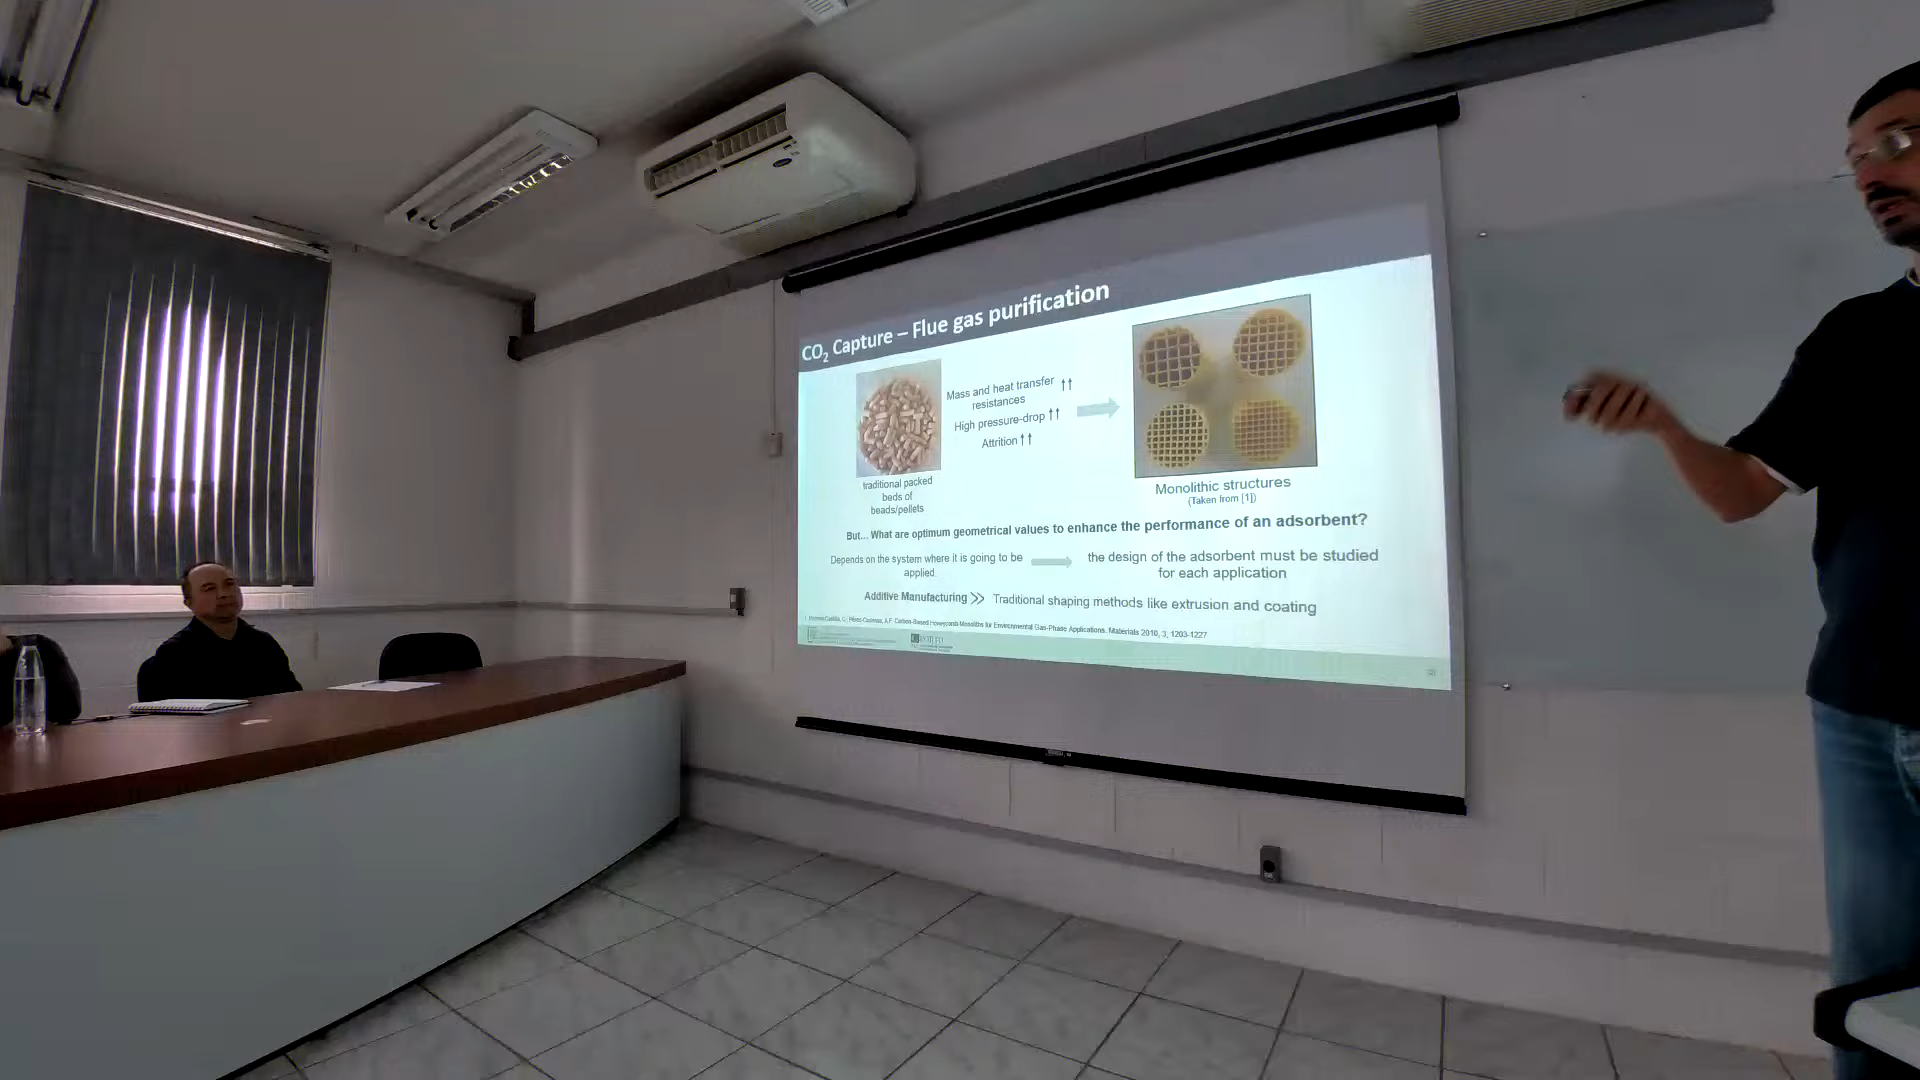 CO₂ Capture – Flue gas purification
Mass and heat transfer ↑↑
resistances
High pressure-drop ↑↑
Attrition ↑↑
traditional packed
beds of
beads/pellets
Monolithic structures
(Taken from [1])
But... What are optimum geometrical values to enhance the performance of an adsorbent?
Depends on the system where it is going to be
applied
the design of the adsorbent must be studied
for each application
Additive Manufacturing >> Traditional shaping methods like extrusion and coating
Carbon-Based Honeycomb Monoliths for Environmental Gas-Phase Applications. Materials 2010, 3, 1203-1227